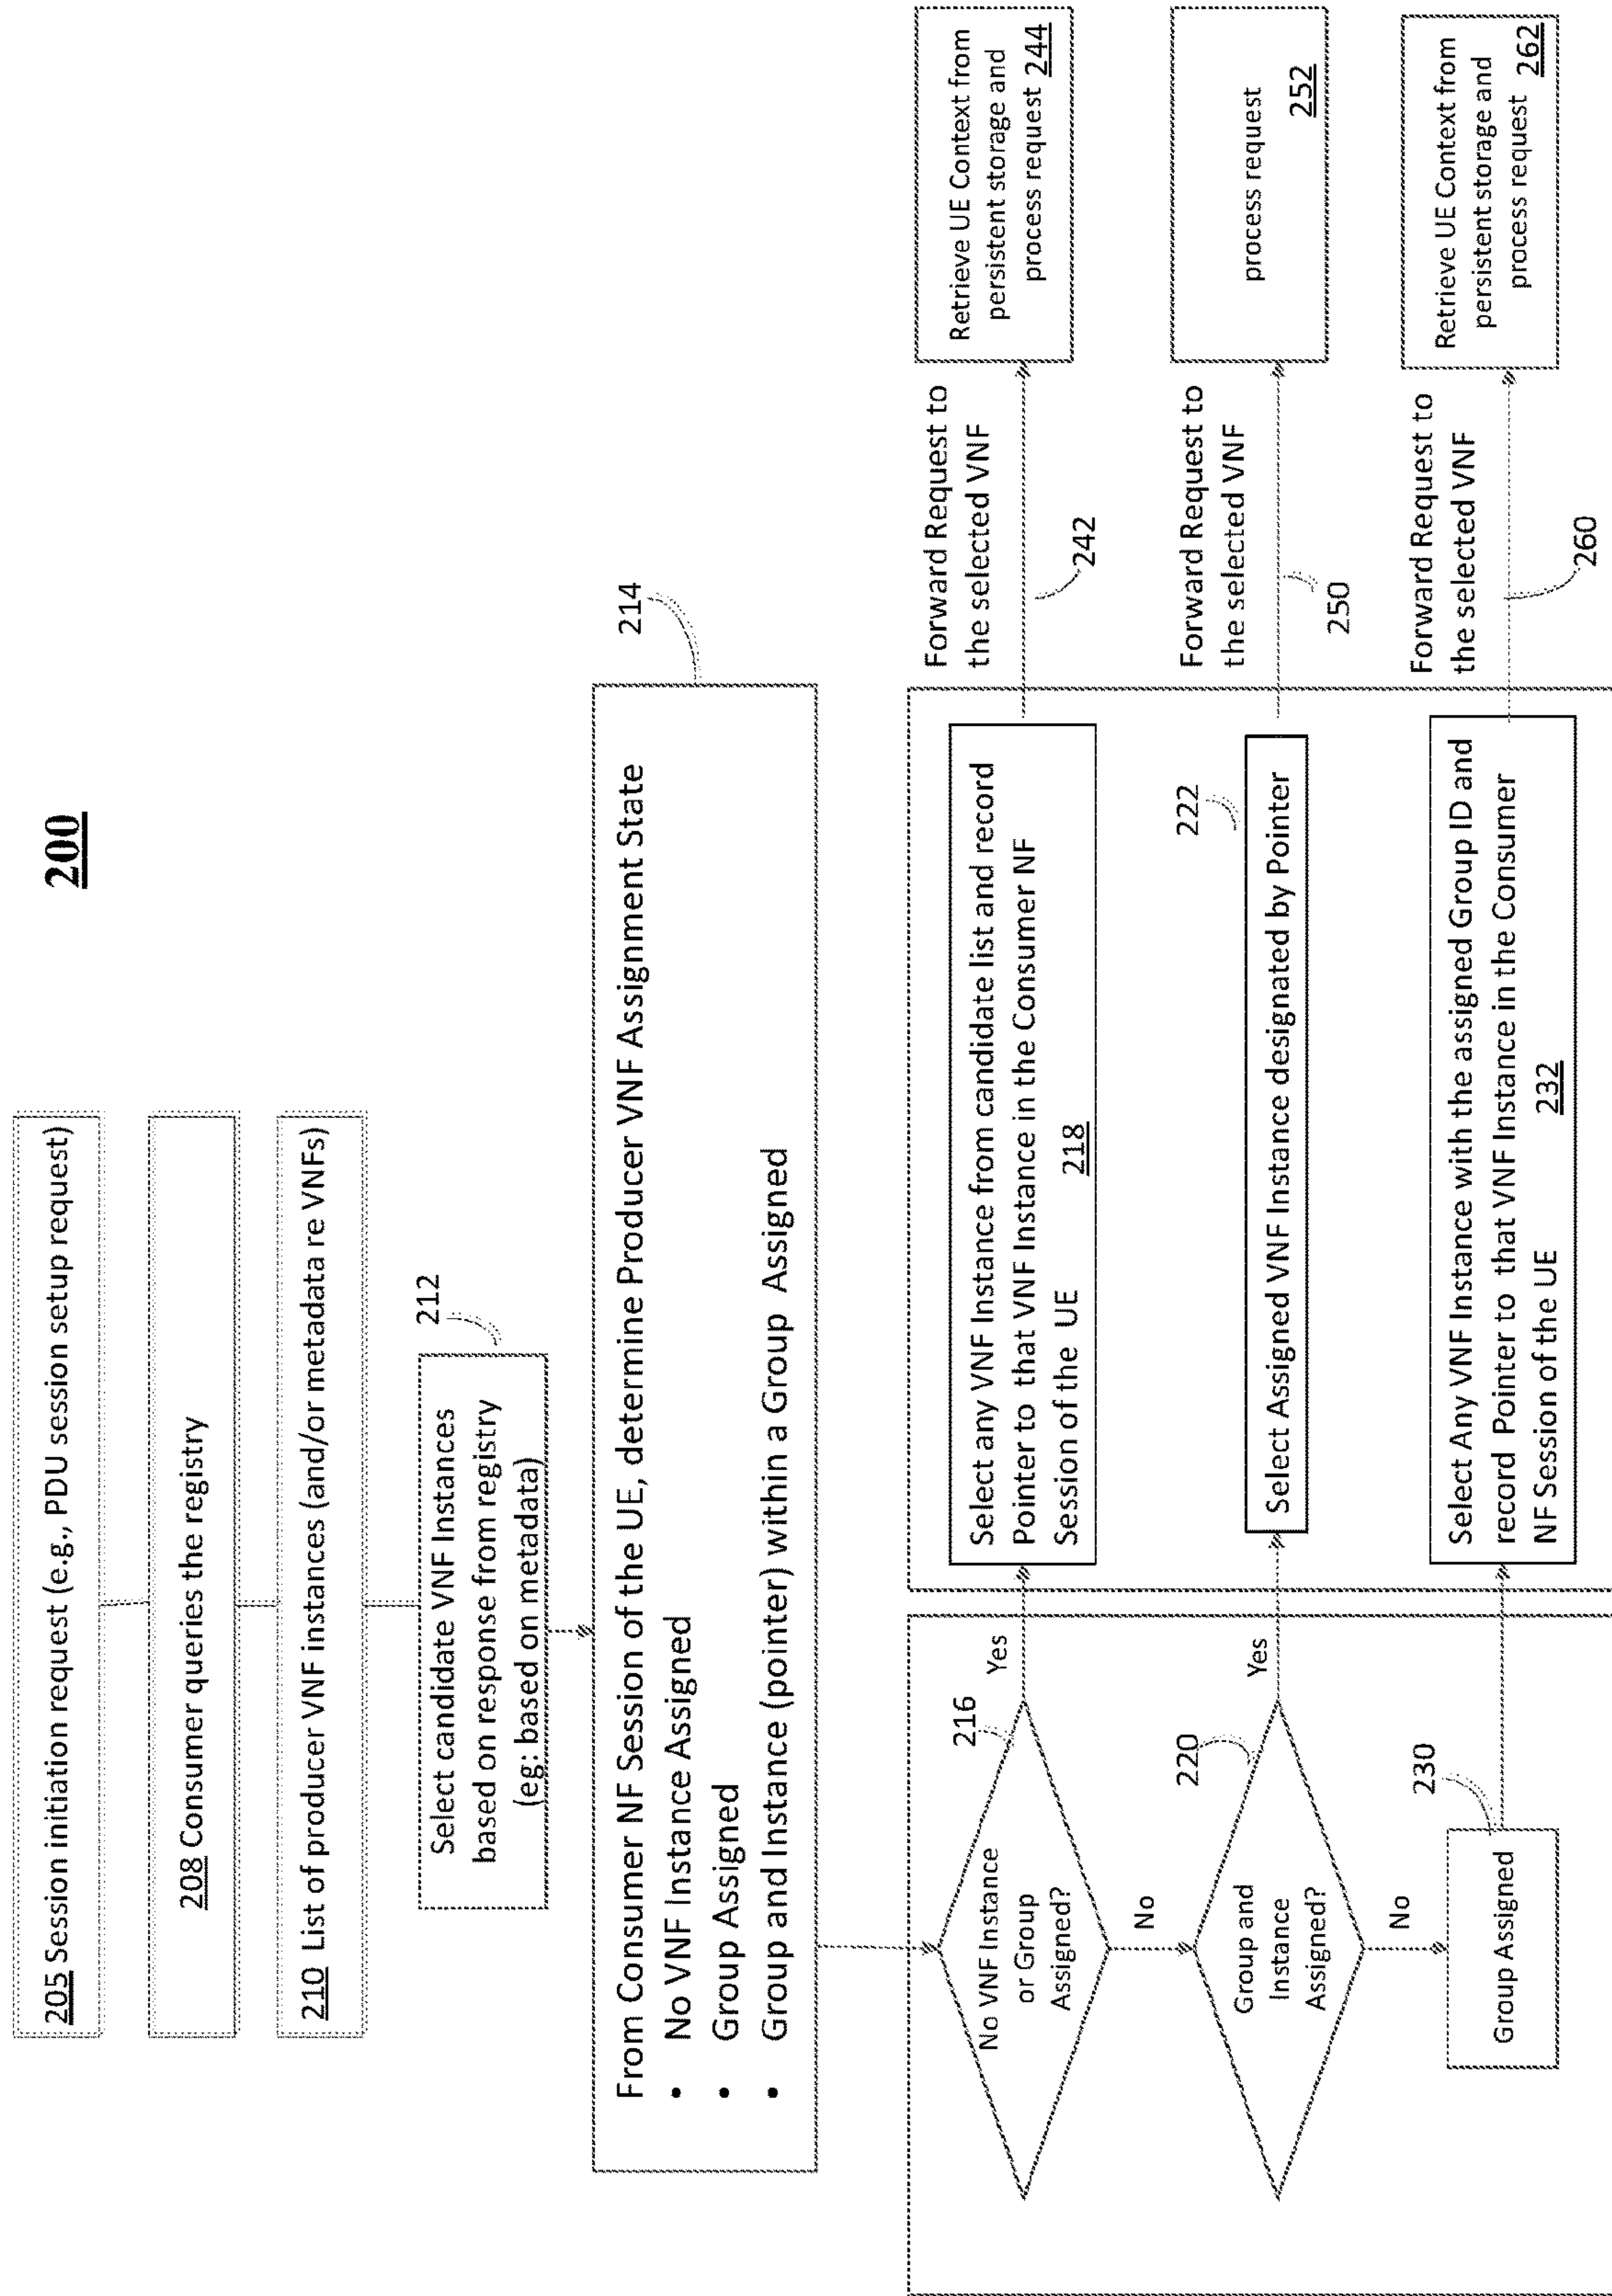 200
205 Session initiation request (e.g., PDU session setup request)
208 Consumer queries the registry
210 List of producer VNF instances (and/or metadata re VNFs)
212
Select candidate VNF Instances
based on response from registry
(eg: based on metadata)
214
From Consumer NF Session of the UE, determine Producer VNF Assignment State
• No VNF Instance Assigned
• Group Assigned
• Group and Instance (pointer) within a Group Assigned
216
No VNF Instance
or Group
Assigned?
Yes
Select any VNF Instance from candidate list and record
Pointer to that VNF Instance in the Consumer NF
Session of the UE 218
Forward Request to
the selected VNF
242
Retrieve UE Context from
persistent storage and
process request 244
No
220
Group and
Instance
Assigned?
Yes
222
Select Assigned VNF Instance designated by Pointer
Forward Request to
the selected VNF
250
process request
252
No
230
Group Assigned
Select Any VNF Instance with the assigned Group ID and
record Pointer to that VNF Instance in the Consumer
NF Session of the UE 232
Forward Request to
the selected VNF
260
Retrieve UE Context from
persistent storage and
process request 262